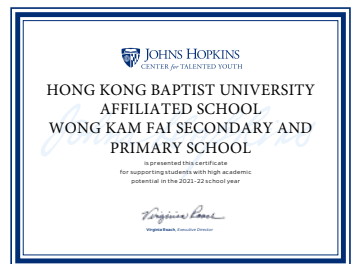 JOHNS HOPKINS
CENTER for TALENTED YOUTH
HONG KONG BAPTIST UNIVERSITY
AFFILIATED SCHOOL
WONG KAM FAI SECONDARY AND
PRIMARY SCHOOL
is presented this certificate
for supporting students with high academic
potential in the 2021-22 school year
Virginia Roach
Virginia Roach, Executive Director